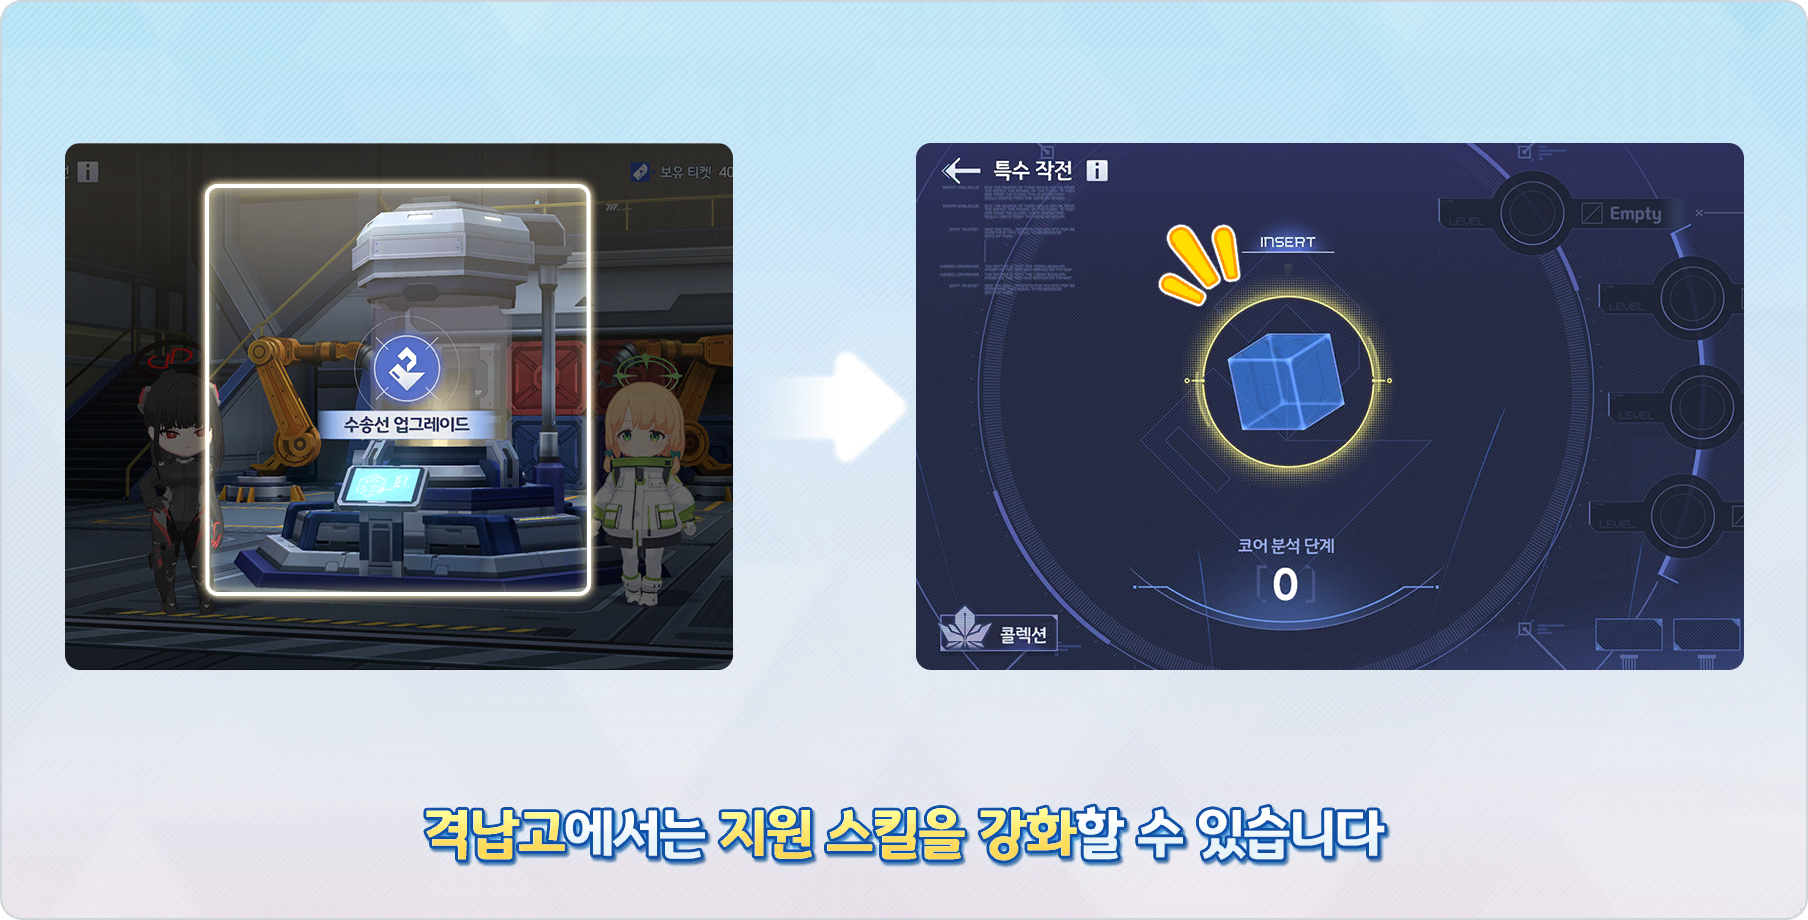 보유 티켓 40
수송선 업그레이드
특수 작전
INSERT
LEVEL
Empty
LEVEL
LEVEL
LEVEL
코어 분석 단계
0
콜렉션
격납고에서는 지원 스킬을 강화할 수 있습니다